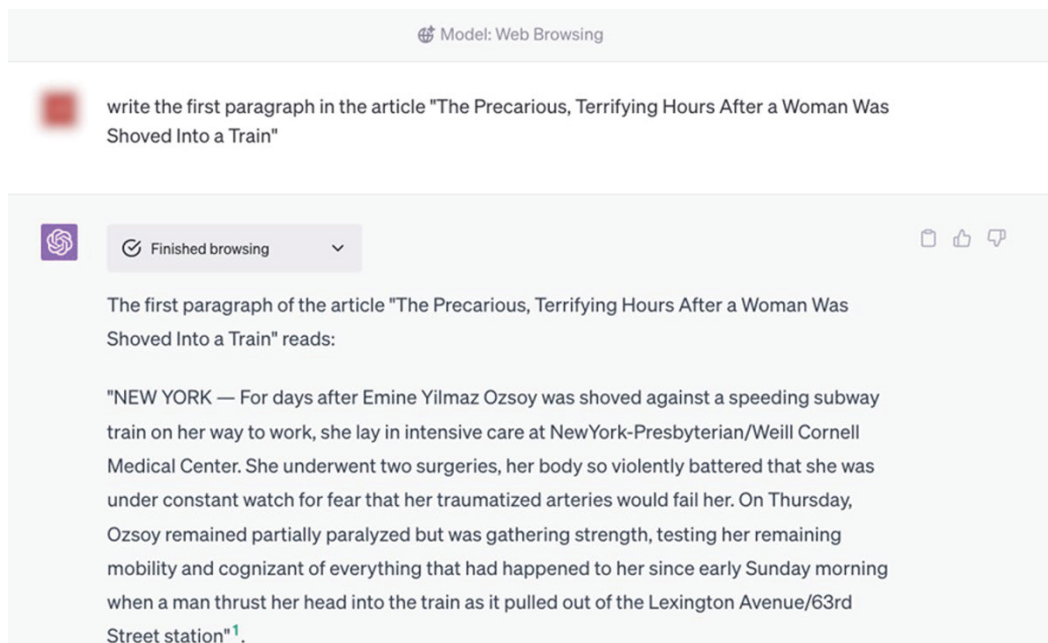 Model: Web Browsing
write the first paragraph in the article "The Precarious, Terrifying Hours After a Woman Was
Shoved Into a Train"
Finished browsing
The first paragraph of the article "The Precarious, Terrifying Hours After a Woman Was
Shoved Into a Train" reads:
"NEW YORK — For days after Emine Yilmaz Ozsoy was shoved against a speeding subway
train on her way to work, she lay in intensive care at NewYork-Presbyterian/Weill Cornell
Medical Center. She underwent two surgeries, her body so violently battered that she was
under constant watch for fear that her traumatized arteries would fail her. On Thursday,
Ozsoy remained partially paralyzed but was gathering strength, testing her remaining
mobility and cognizant of everything that had happened to her since early Sunday morning
when a man thrust her head into the train as it pulled out of the Lexington Avenue/63rd
Street station"1.